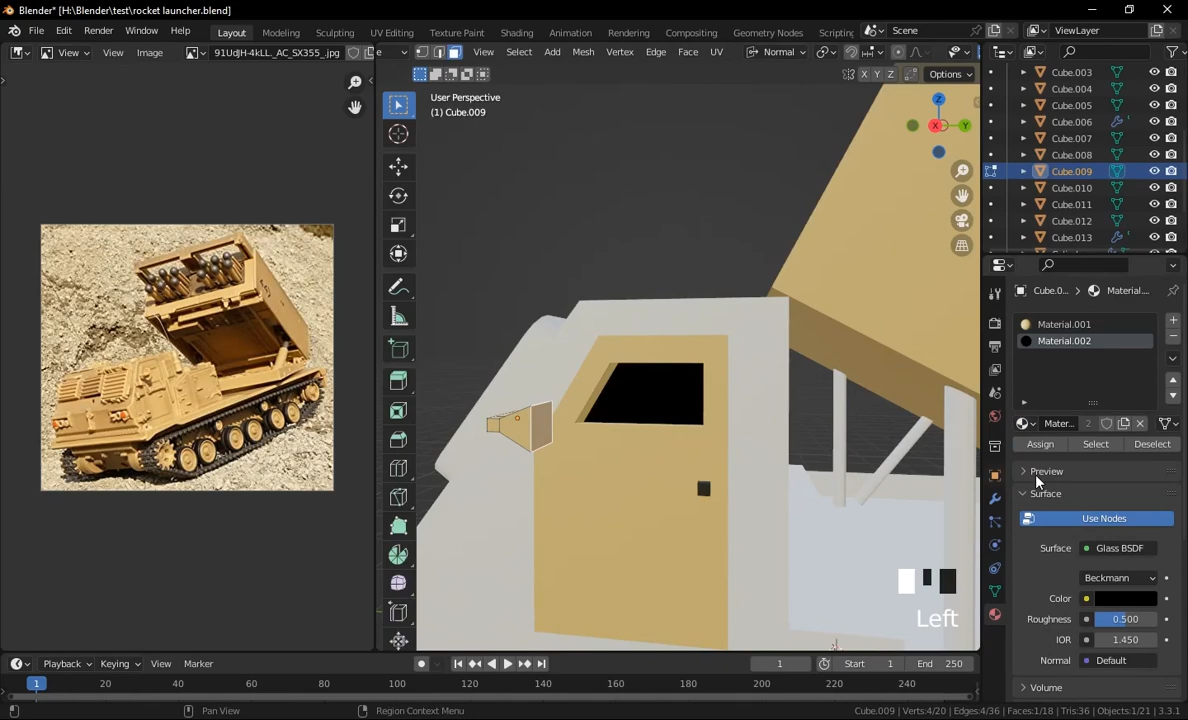 Blender* [H:\Blender\test\rocket launcher.blend]
File Edit Render Window Help Layout Modeling Sculpting UV Editing Texture Paint Shading Animation Rendering Compositing Geometry Nodes Scripting Scene ViewLayer
View View Image 91UdJH-4kLL_AC_SX355_.jpg View Select Add Mesh Vertex Edge Face UV Normal
X Y Z Options
User Perspective
(1) Cube.009
Z
X Y
Cube.003
Cube.004
Cube.005
Cube.006
Cube.007
Cube.008
Cube.009
Cube.010
Cube.011
Cube.012
Cube.013
Cube.0... Material....
Material.001
Material.002
Mater... 2
Assign Select Deselect
Preview
Surface
Use Nodes
Surface Glass BSDF
Beckmann
Color
Roughness 0.500
IOR 1.450
Normal Default
Volume
Left
Playback Keying View Marker 1 Start 1 End 250
1 20 40 60 80 100 120 140 160 180 200 220 240
Pan View Region Context Menu Cube.009 | Verts:4/20 | Edges:4/36 | Faces:1/18 | Tris:36 | Objects:1/21 | 3.3.1